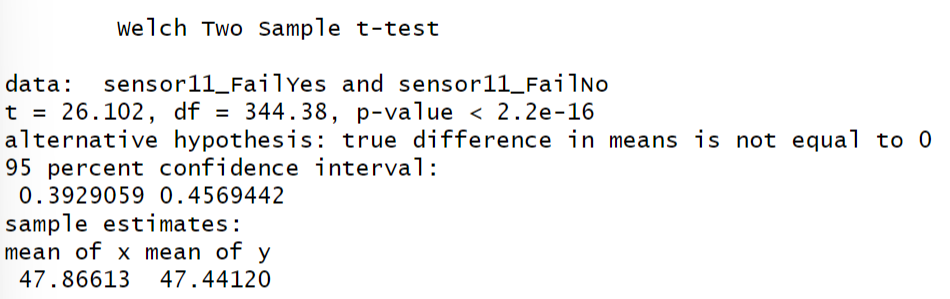 Welch Two Sample t-test
data:  sensor11_FailYes and sensor11_FailNo
t = 26.102, df = 344.38, p-value < 2.2e-16
alternative hypothesis: true difference in means is not equal to 0
95 percent confidence interval:
 0.3929059 0.4569442
sample estimates:
mean of x mean of y
 47.86613  47.44120